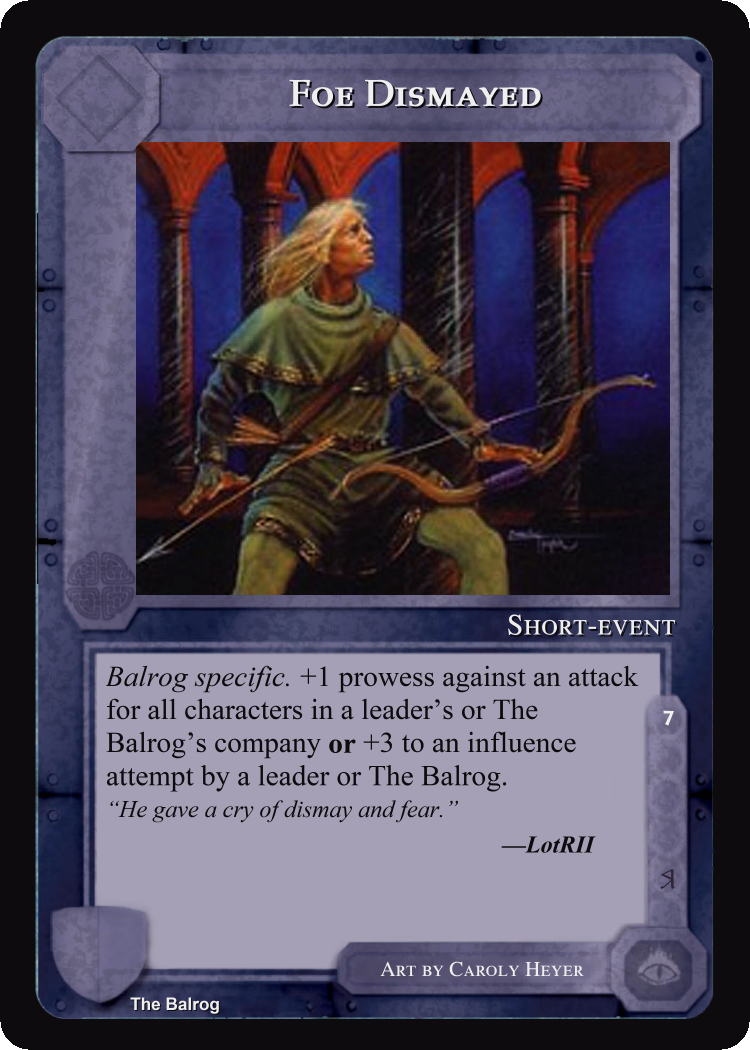 Foe Dismayed
Short-event
Balrog specific. +1 prowess against an attack
for all characters in a leader's or The
Balrog's company or +3 to an influence
attempt by a leader or The Balrog.
“He gave a cry of dismay and fear.”
—LotRII
7
Art by Caroly Heyer
The Balrog